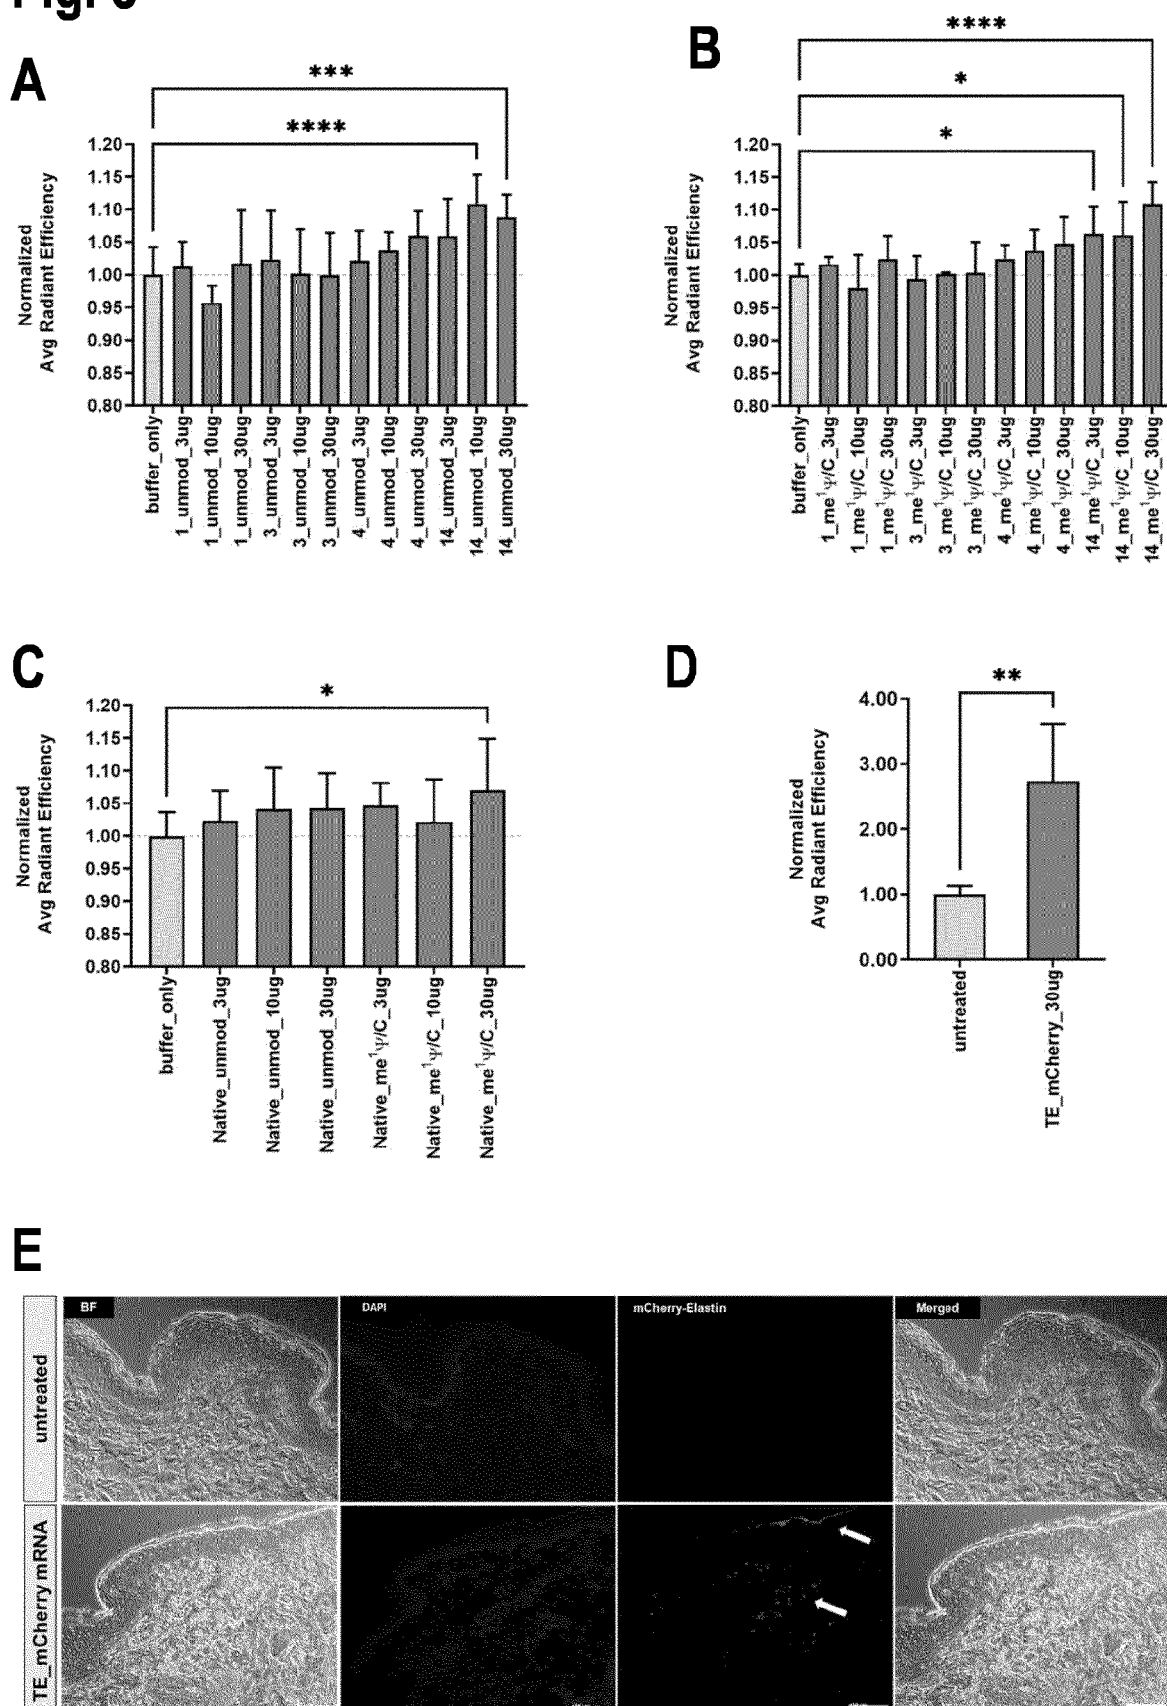 A
***
****
1.20
1.15
1.10
1.05
1.00
0.95
0.90
0.85
0.80
Normalized
Avg Radiant Efficiency
buffer_only
1_unmod_3ug
1_unmod_10ug
1_unmod_30ug
3_unmod_3ug
3_unmod_10ug
3_unmod_30ug
4_unmod_3ug
4_unmod_10ug
4_unmod_30ug
14_unmod_3ug
14_unmod_10ug
14_unmod_30ug
B
****
*
*
1.20
1.15
1.10
1.05
1.00
0.95
0.90
0.85
0.80
Normalized
Avg Radiant Efficiency
buffer_only
1_me¹Ψ/C_3ug
1_me¹Ψ/C_10ug
1_me¹Ψ/C_30ug
3_me¹Ψ/C_3ug
3_me¹Ψ/C_10ug
3_me¹Ψ/C_30ug
4_me¹Ψ/C_3ug
4_me¹Ψ/C_10ug
4_me¹Ψ/C_30ug
14_me¹Ψ/C_3ug
14_me¹Ψ/C_10ug
14_me¹Ψ/C_30ug
C
*
1.20
1.15
1.10
1.05
1.00
0.95
0.90
0.85
0.80
Normalized
Avg Radiant Efficiency
buffer_only
Native_unmod_3ug
Native_unmod_10ug
Native_unmod_30ug
Native_me¹Ψ/C_3ug
Native_me¹Ψ/C_10ug
Native_me¹Ψ/C_30ug
D
**
4.00
3.00
2.00
1.00
0.00
Normalized
Avg Radiant Efficiency
untreated
TE_mCherry_30ug
E
BF
DAPI
mCherry-Elastin
Merged
untreated
TE_mCherry mRNA